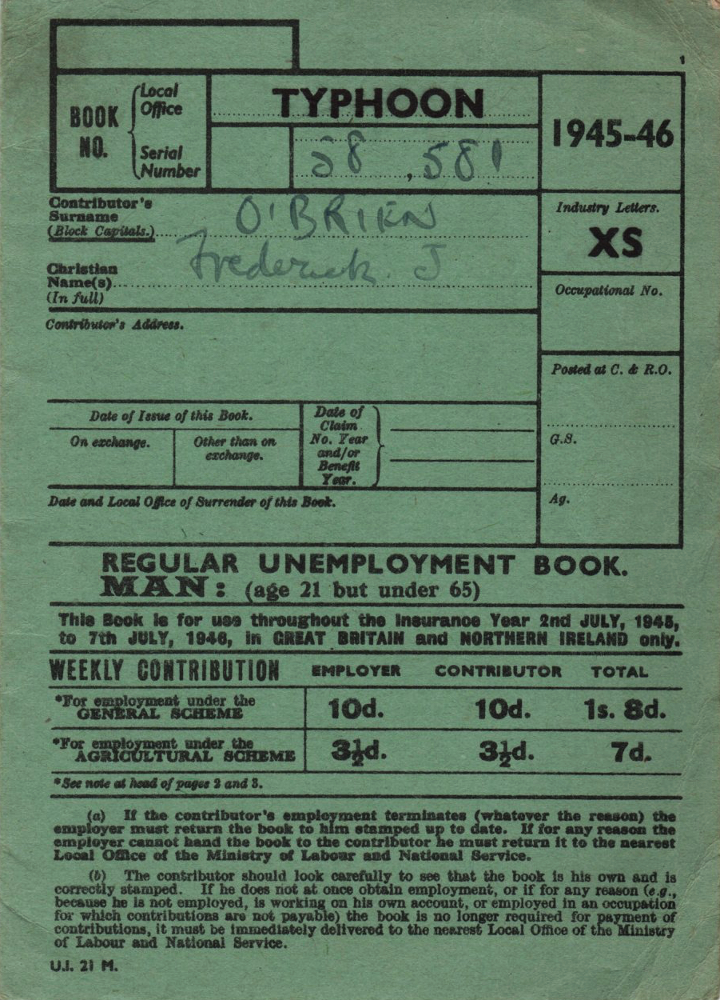 1
BOOK NO.
Local Office
Serial Number
TYPHOON
58,581
1945-46
Contributor's Surname
(Block Capitals.)
O'BRIEN
Christian Name(s)
(In full)
Frederick. J
Industry Letters.
XS
Occupational No.
Contributor's Address.
Posted at C. & R.O.
G.S.
Ag.
Date of Issue of this Book.
On exchange.
Other than on exchange.
Date of Claim No. Year and/or Benefit Year.
Date and Local Office of Surrender of this Book.
REGULAR UNEMPLOYMENT BOOK.
MAN: (age 21 but under 65)
This Book is for use throughout the Insurance Year 2nd JULY, 1945,
to 7th JULY, 1946, in GREAT BRITAIN and NORTHERN IRELAND only.
WEEKLY CONTRIBUTION EMPLOYER CONTRIBUTOR TOTAL
*For employment under the
GENERAL SCHEME 10d. 10d. 1s. 8d.
*For employment under the
AGRICULTURAL SCHEME 3½d. 3½d. 7d.
*See note at head of pages 2 and 3.
(a) If the contributor's employment terminates (whatever the reason) the
employer must return the book to him stamped up to date. If for any reason the
employer cannot hand the book to the contributor he must return it to the nearest
Local Office of the Ministry of Labour and National Service.
(b) The contributor should look carefully to see that the book is his own and is
correctly stamped. If he does not at once obtain employment, or if for any reason (e.g.,
because he is not employed, is working on his own account, or employed in an occupation
for which contributions are not payable) the book is no longer required for payment of
contributions, it must be immediately delivered to the nearest Local Office of the Ministry
of Labour and National Service.
U.I. 21 M.